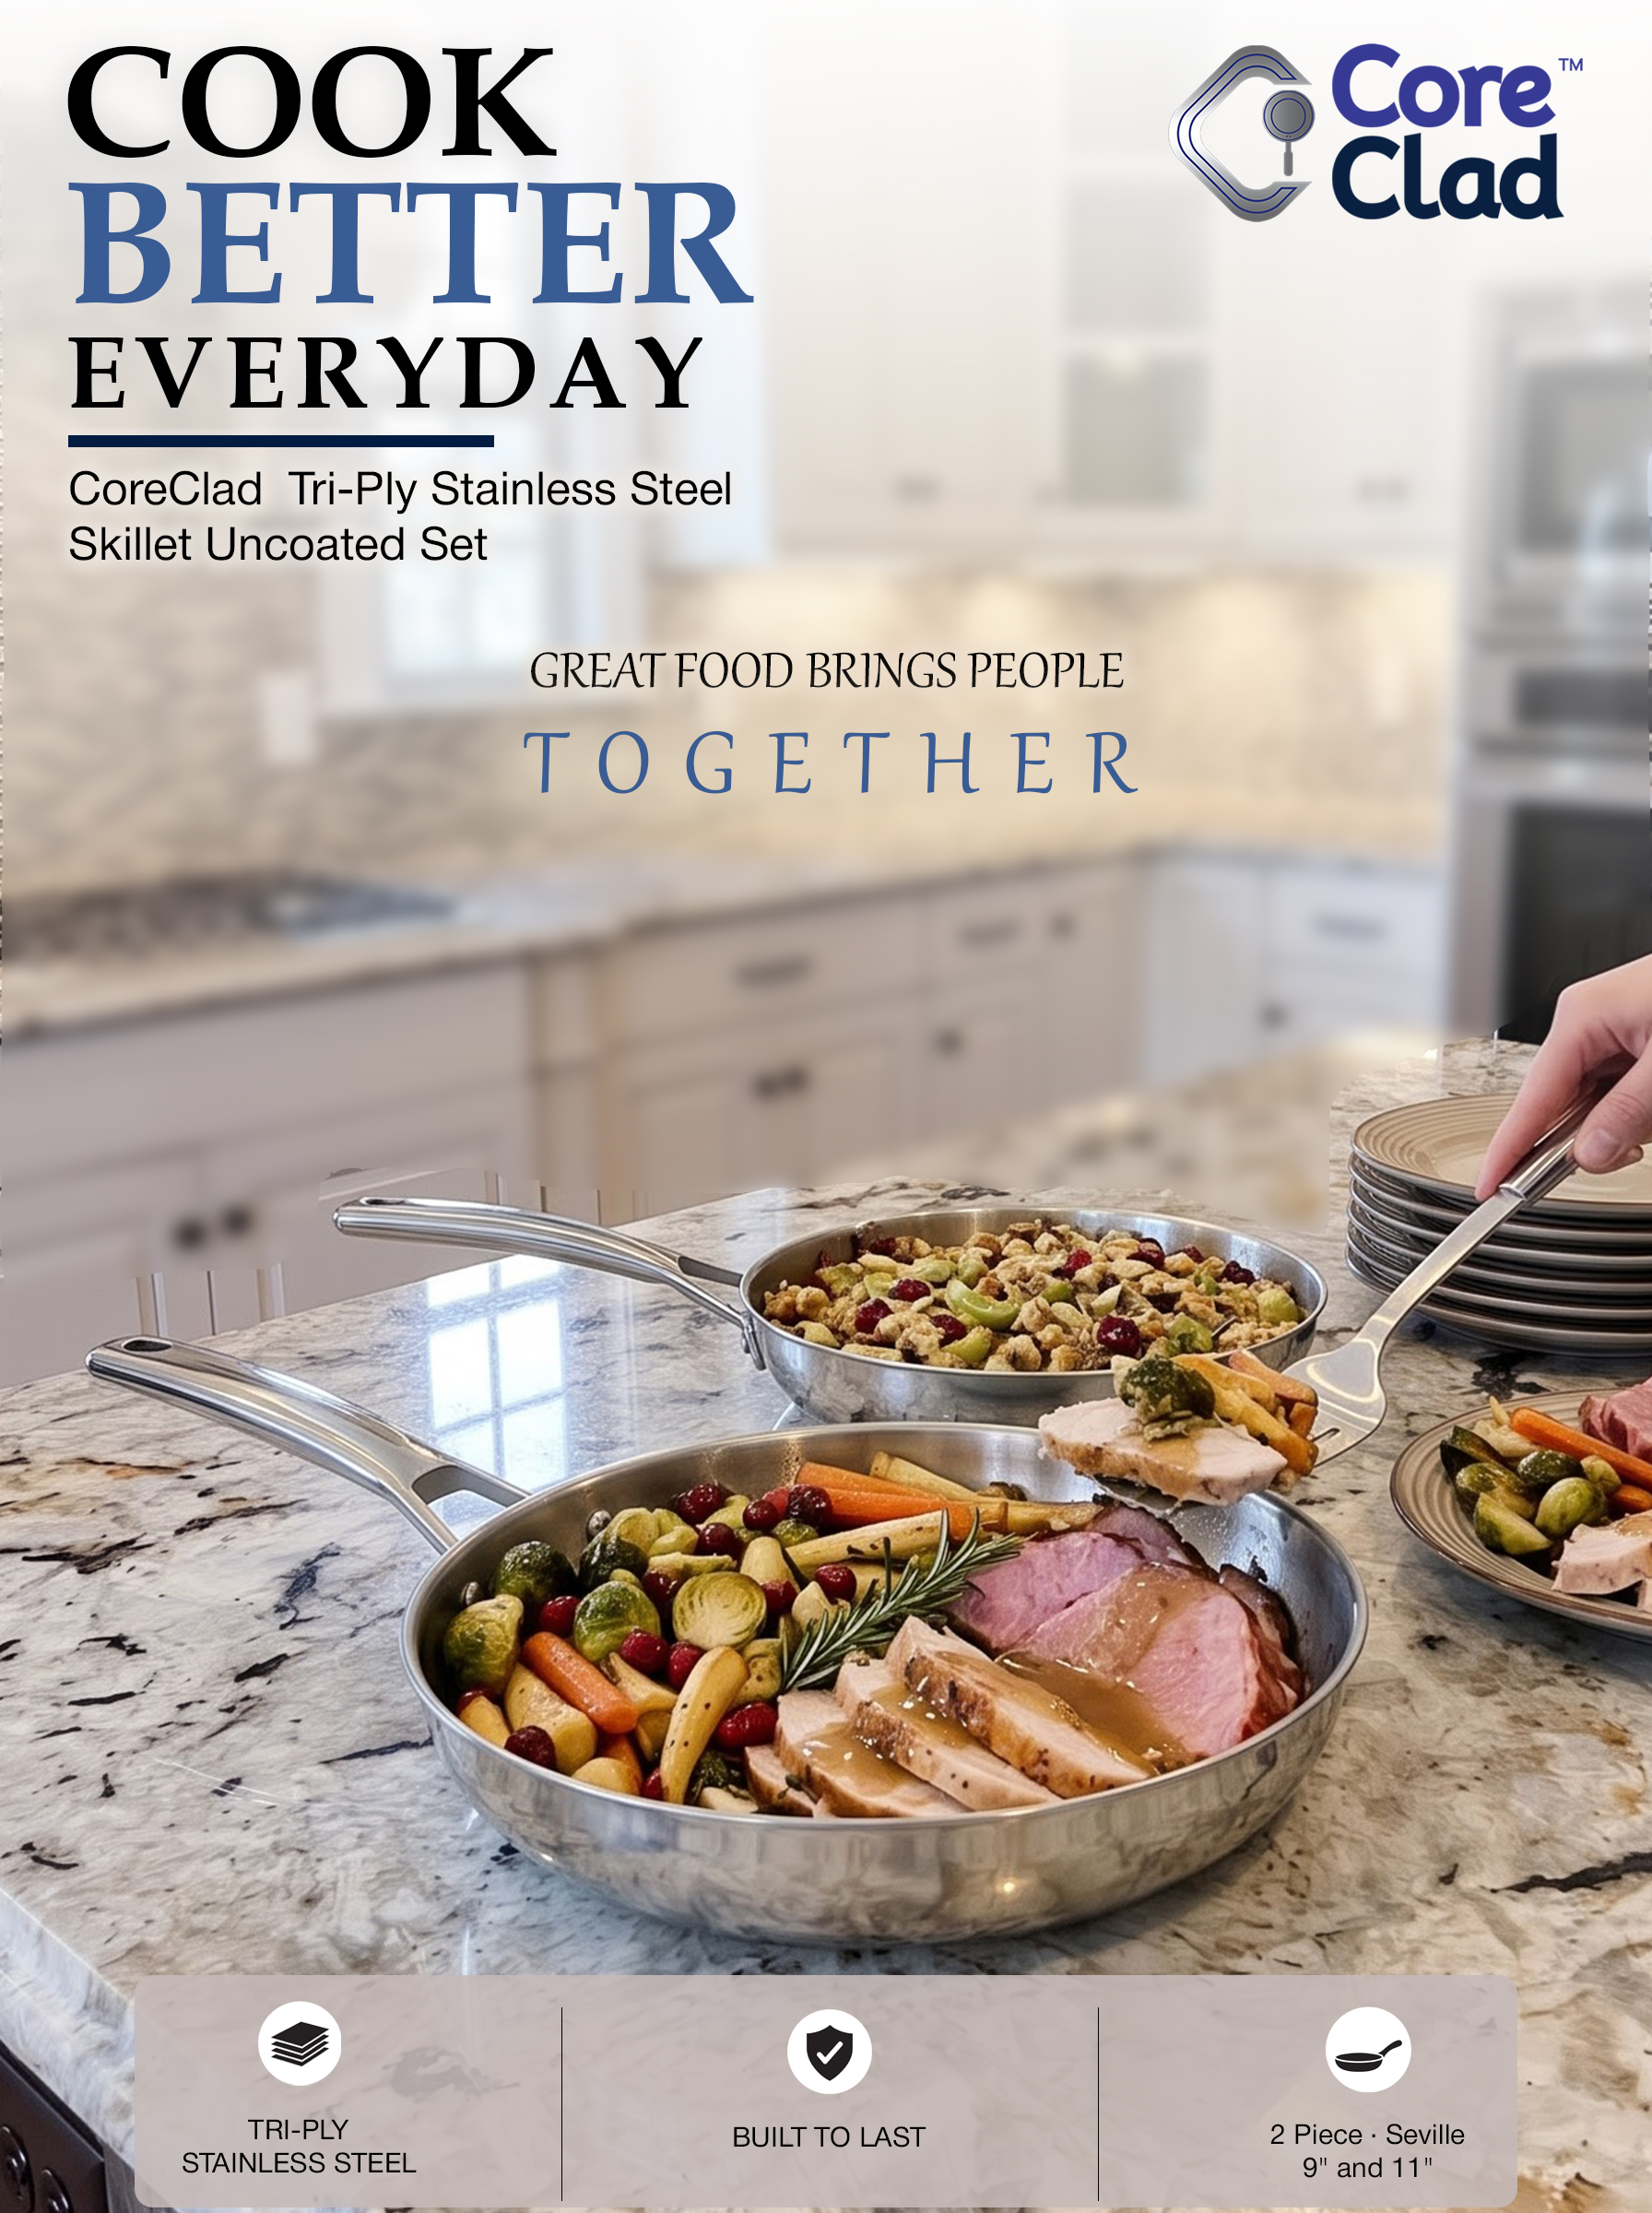 COOK
BETTER
EVERYDAY
CoreClad Tri-Ply Stainless Steel
Skillet Uncoated Set
Core™
Clad
GREAT FOOD BRINGS PEOPLE
TOGETHER
TRI-PLY
STAINLESS STEEL
BUILT TO LAST
2 Piece · Seville
9" and 11"